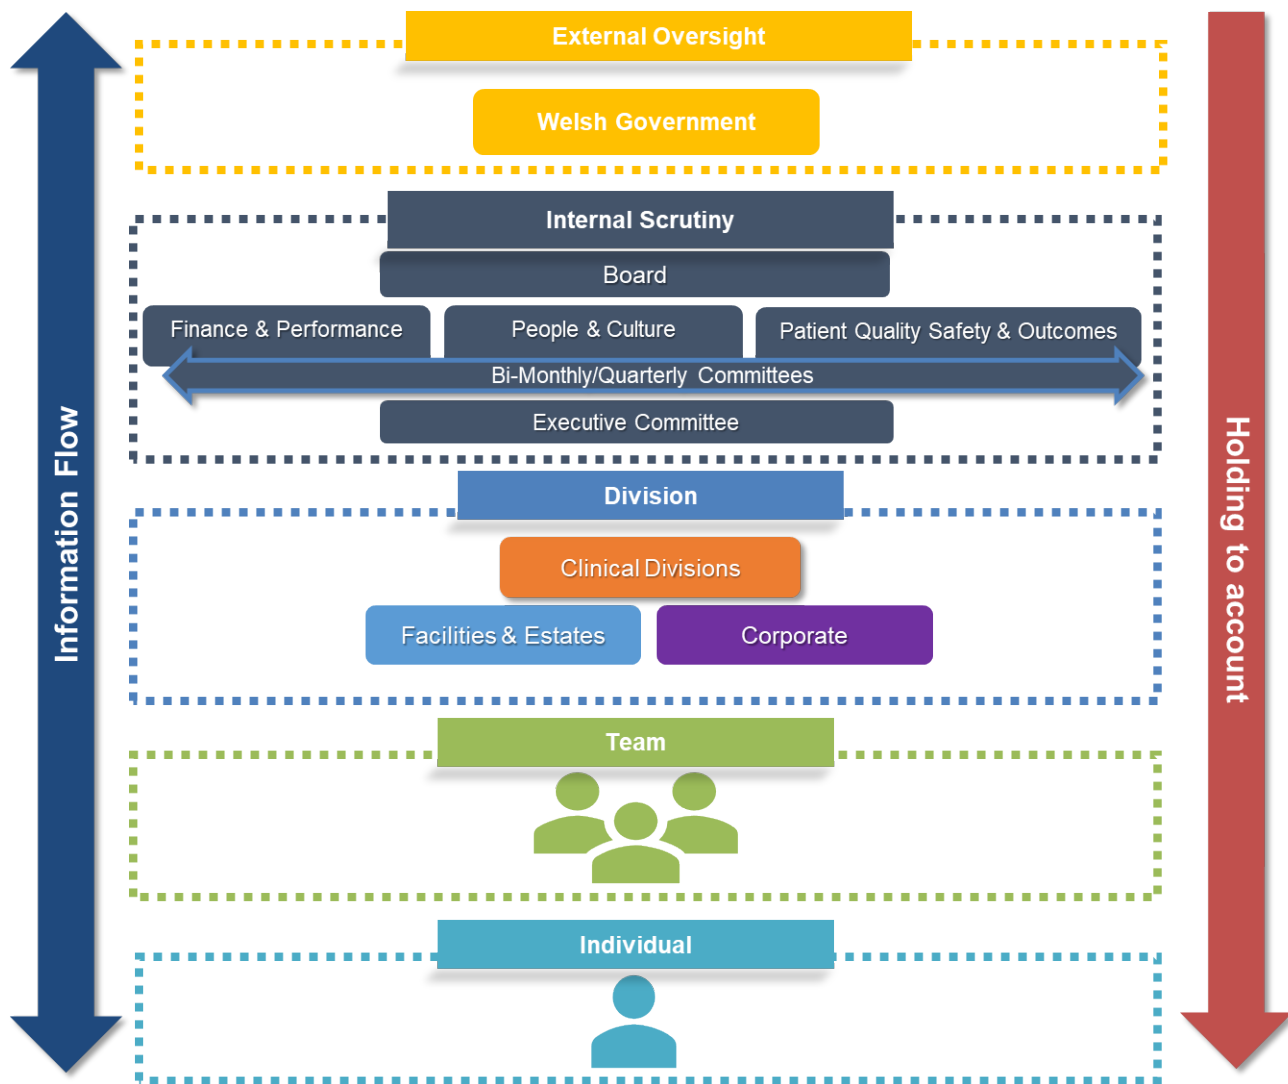 External Oversight
Welsh Government
Internal Scrutiny
Board
Finance & Performance
People & Culture
Patient Quality Safety & Outcomes
Bi-Monthly/Quarterly Committees
Executive Committee
Division
Clinical Divisions
Facilities & Estates
Corporate
Team
Individual
Information Flow
Holding to account